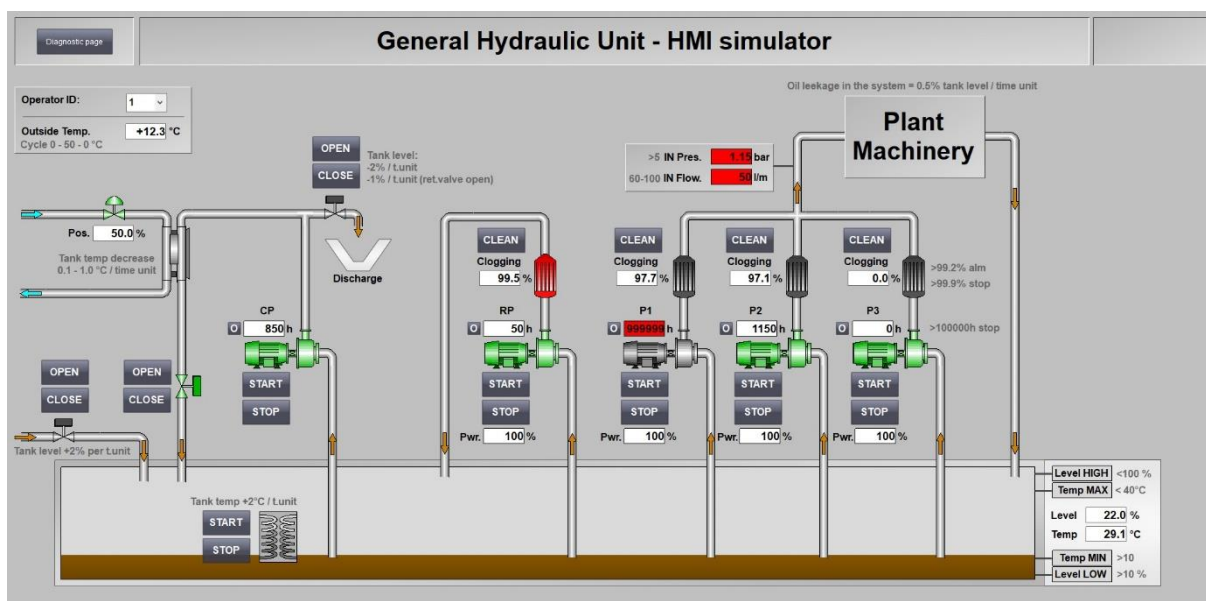 Diagnostic page
General Hydraulic Unit - HMI simulator
Operator ID: 1
Outside Temp. +12.3 °C
Cycle 0 - 50 - 0 °C
Oil leakage in the system = 0.5% tank level / time unit
Plant
Machinery
>5 IN Pres. 1.15 bar
60-100 IN Flow. 50 l/m
OPEN
CLOSE
Tank level:
-2% / t.unit
-1% / t.unit (ret.valve open)
Discharge
Pos. 50.0 %
Tank temp decrease
0.1 - 1.0 °C / time unit
CLEAN
Clogging
99.5 %
CLEAN
Clogging
97.7 %
CLEAN
Clogging
97.1 %
CLEAN
Clogging
0.0 %
>99.2% alm
>99.9% stop
CP
O 850 h
START
STOP
RP
O 50 h
START
STOP
Pwr. 100 %
P1
O 999999 h
START
STOP
Pwr. 100 %
P2
O 1150 h
START
STOP
Pwr. 100 %
P3
O 0 h
START
STOP
Pwr. 100 %
>100000h stop
OPEN
CLOSE
OPEN
CLOSE
Tank level +2% per t.unit
Tank temp +2°C / t.unit
START
STOP
Level HIGH <100 %
Temp MAX < 40°C
Level 22.0 %
Temp 29.1 °C
Temp MIN >10
Level LOW >10 %